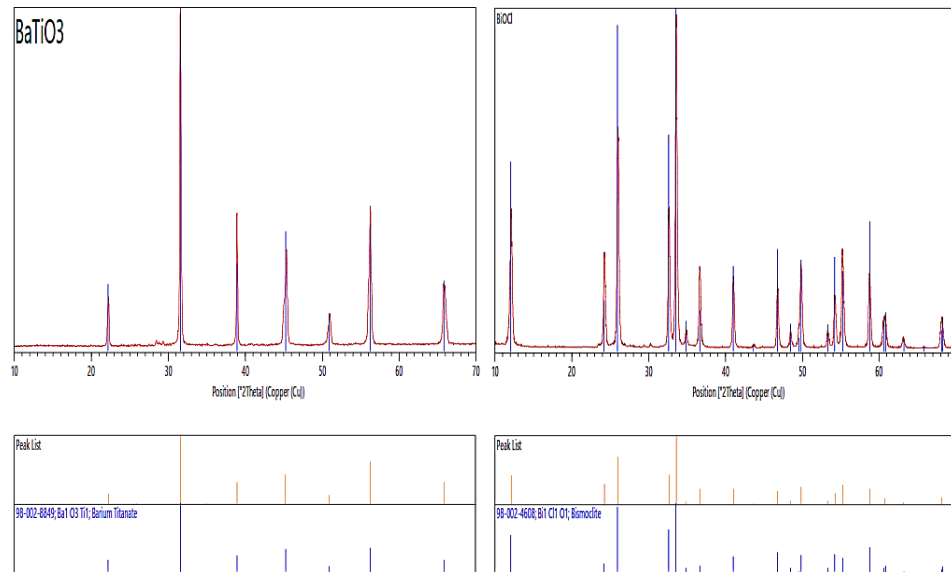 BaTiO3
10 20 30 40 50 60 70
Position [°2Theta] (Copper (Cu))
Peak List
98-002-8849; Ba1 O3 Ti1; Barium Titanate
BiOCl
10 20 30 40 50 60
Position [°2Theta] (Copper (Cu))
Peak List
98-002-4608; Bi1 Cl1 O1; Bismoclite